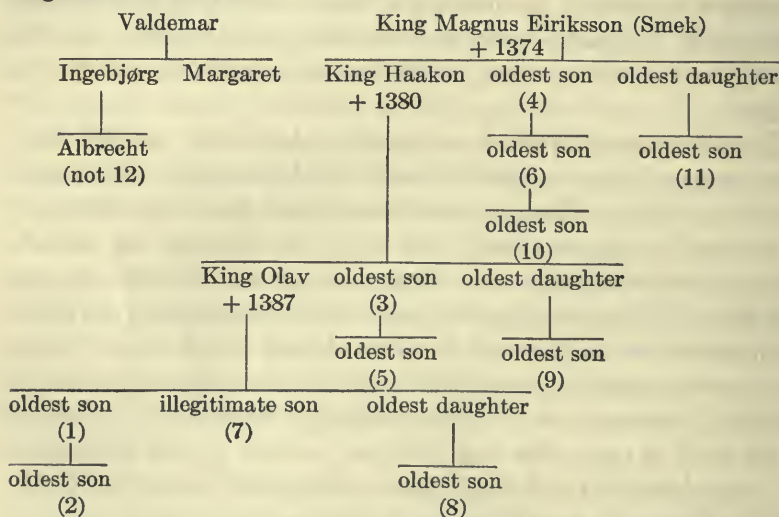 Valdemar King Magnus Eiriksson (Smek)
+ 1374
Ingebjørg Margaret King Haakon oldest son oldest daughter
+ 1380 (4)
Albrecht oldest son oldest son
(not 12) (6) (11)
oldest son
(10)
King Olav oldest son oldest daughter
+ 1387 (3)
oldest son oldest son
(5) (9)
oldest son illegitimate son oldest daughter
(1) (7)
oldest son oldest son
(2) (8)